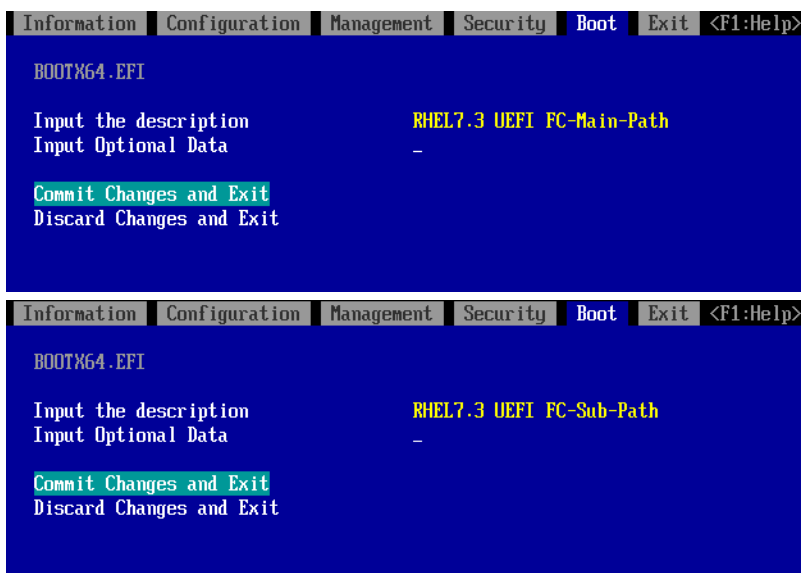 Information Configuration Management Security Boot Exit <F1:Help>
BOOTX64.EFI
Input the description RHEL7.3 UEFI FC-Main-Path
Input Optional Data _
Commit Changes and Exit
Discard Changes and Exit
Information Configuration Management Security Boot Exit <F1:Help>
BOOTX64.EFI
Input the description RHEL7.3 UEFI FC-Sub-Path
Input Optional Data _
Commit Changes and Exit
Discard Changes and Exit